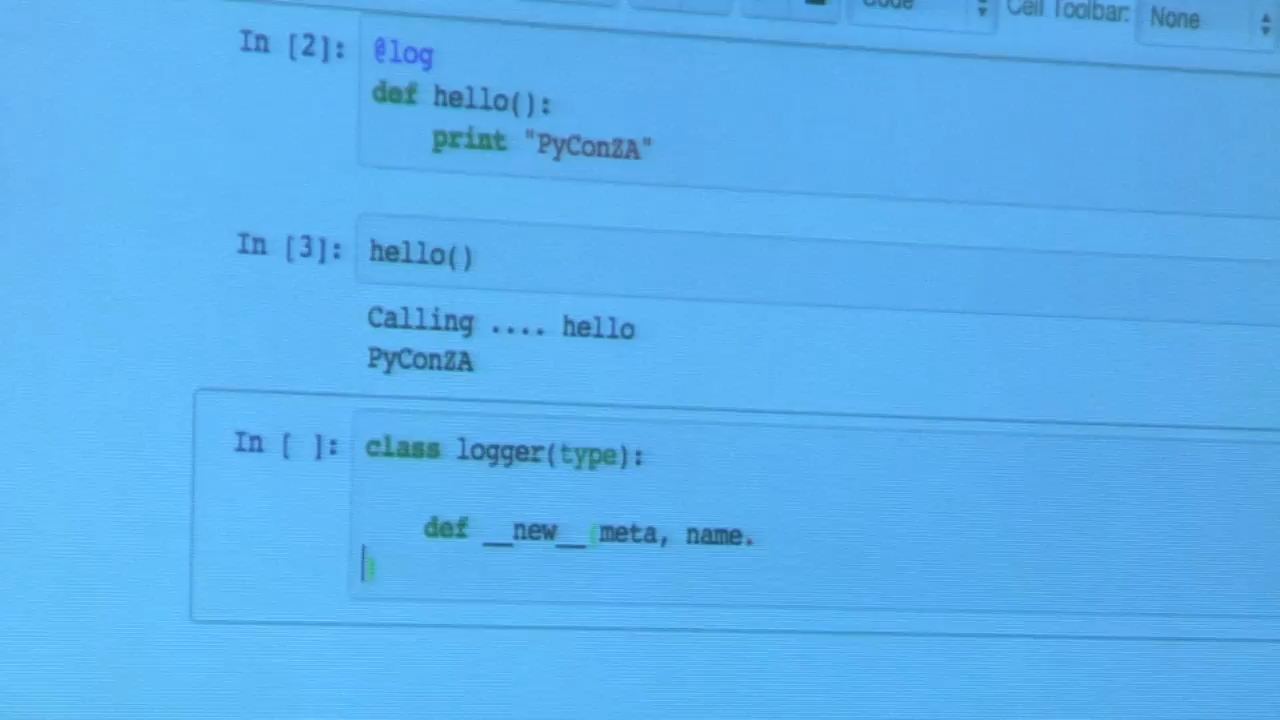 Code Cell Toolbar: None
In [2]: @log
def hello():
print "PyConZA"
In [3]: hello()
Calling .... hello
PyConZA
In [ ]: class logger(type):
def __new__(meta, name.
)